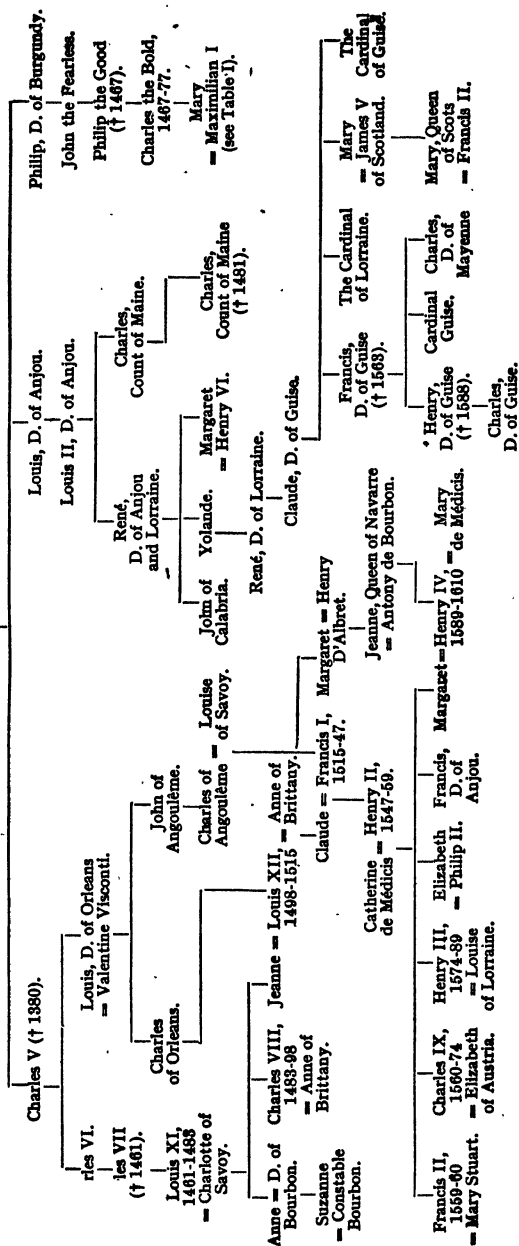 Charles V († 1380).
Louis, D. of Anjou.
Philip, D. of Burgundy.
rles VI.
Louis, D. of Orleans
= Valentine Visconti.
Louis II, D. of Anjou.
John the Fearless.
les VII
(† 1461).
Charles
of Orleans.
John of
Angoulême.
René,
D. of Anjou
and Lorraine.
Charles,
Count of Maine.
Philip the Good
(† 1467).
Louis XI,
1461-1483
= Charlotte of
Savoy.
Charles of = Louise
Angoulême of Savoy.
John of
Calabria.
Yolande.
Margaret
= Henry VI.
Charles,
Count of Maine
(† 1481).
Charles the Bold,
1467-77.
Mary
= Maximilian I
(see Table I).
Anne = D. of
Bourbon.
Charles VIII,
1483-98
= Anne of
Brittany.
Jeanne = Louis XII, = Anne of
1498-1515 Brittany.
René, D. of Lorraine.
Suzanne
= Constable
Bourbon.
Claude = Francis I,
1515-47.
Margaret = Henry
D'Albret.
Claude, D. of Guise.
Catherine = Henry II,
de Médicis 1547-59.
Jeanne, Queen of Navarre
= Antony de Bourbon.
Francis,
D. of Guise
(† 1563).
The Cardinal
of Lorraine.
Mary
= James V
of Scotland.
The
Cardinal
of Guise.
Francis II,
1559-60
= Mary Stuart.
Charles IX,
1560-74
= Elizabeth
of Austria.
Henry III,
1574-89
= Louise
of Lorraine.
Elizabeth
= Philip II.
Francis,
D. of
Anjou.
Margaret = Henry IV, = Mary
1589-1610 de Médicis.
Henry,
D. of Guise
(† 1588).
Cardinal
Guise.
Charles,
D. of
Mayenne
Mary, Queen
of Scots
= Francis II.
Charles,
D. of Guise.